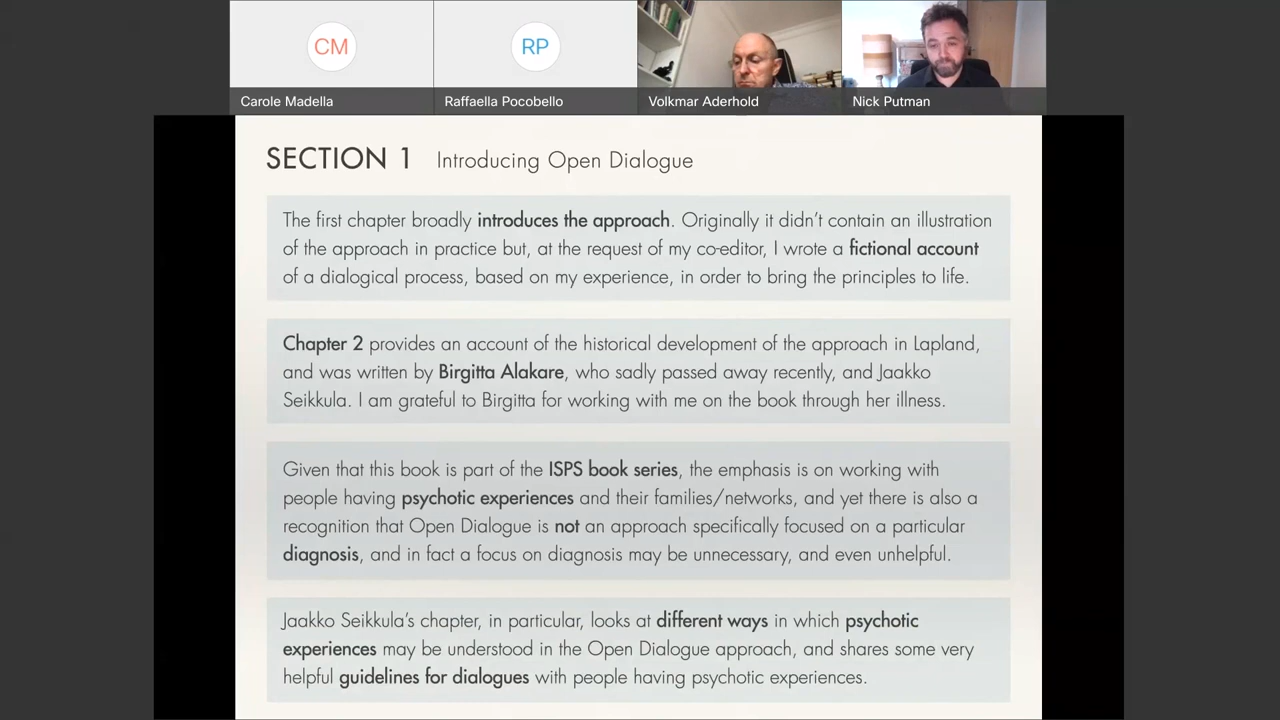 CM
RP
Carole Madella
Raffaella Pocobello
Volkmar Aderhold
Nick Putman
SECTION 1 Introducing Open Dialogue
The first chapter broadly introduces the approach. Originally it didn't contain an illustration
of the approach in practice but, at the request of my co-editor, I wrote a fictional account
of a dialogical process, based on my experience, in order to bring the principles to life.
Chapter 2 provides an account of the historical development of the approach in Lapland,
and was written by Birgitta Alakare, who sadly passed away recently, and Jaakko
Seikkula. I am grateful to Birgitta for working with me on the book through her illness.
Given that this book is part of the ISPS book series, the emphasis is on working with
people having psychotic experiences and their families/networks, and yet there is also a
recognition that Open Dialogue is not an approach specifically focused on a particular
diagnosis, and in fact a focus on diagnosis may be unnecessary, and even unhelpful.
Jaakko Seikkula's chapter, in particular, looks at different ways in which psychotic
experiences may be understood in the Open Dialogue approach, and shares some very
helpful guidelines for dialogues with people having psychotic experiences.